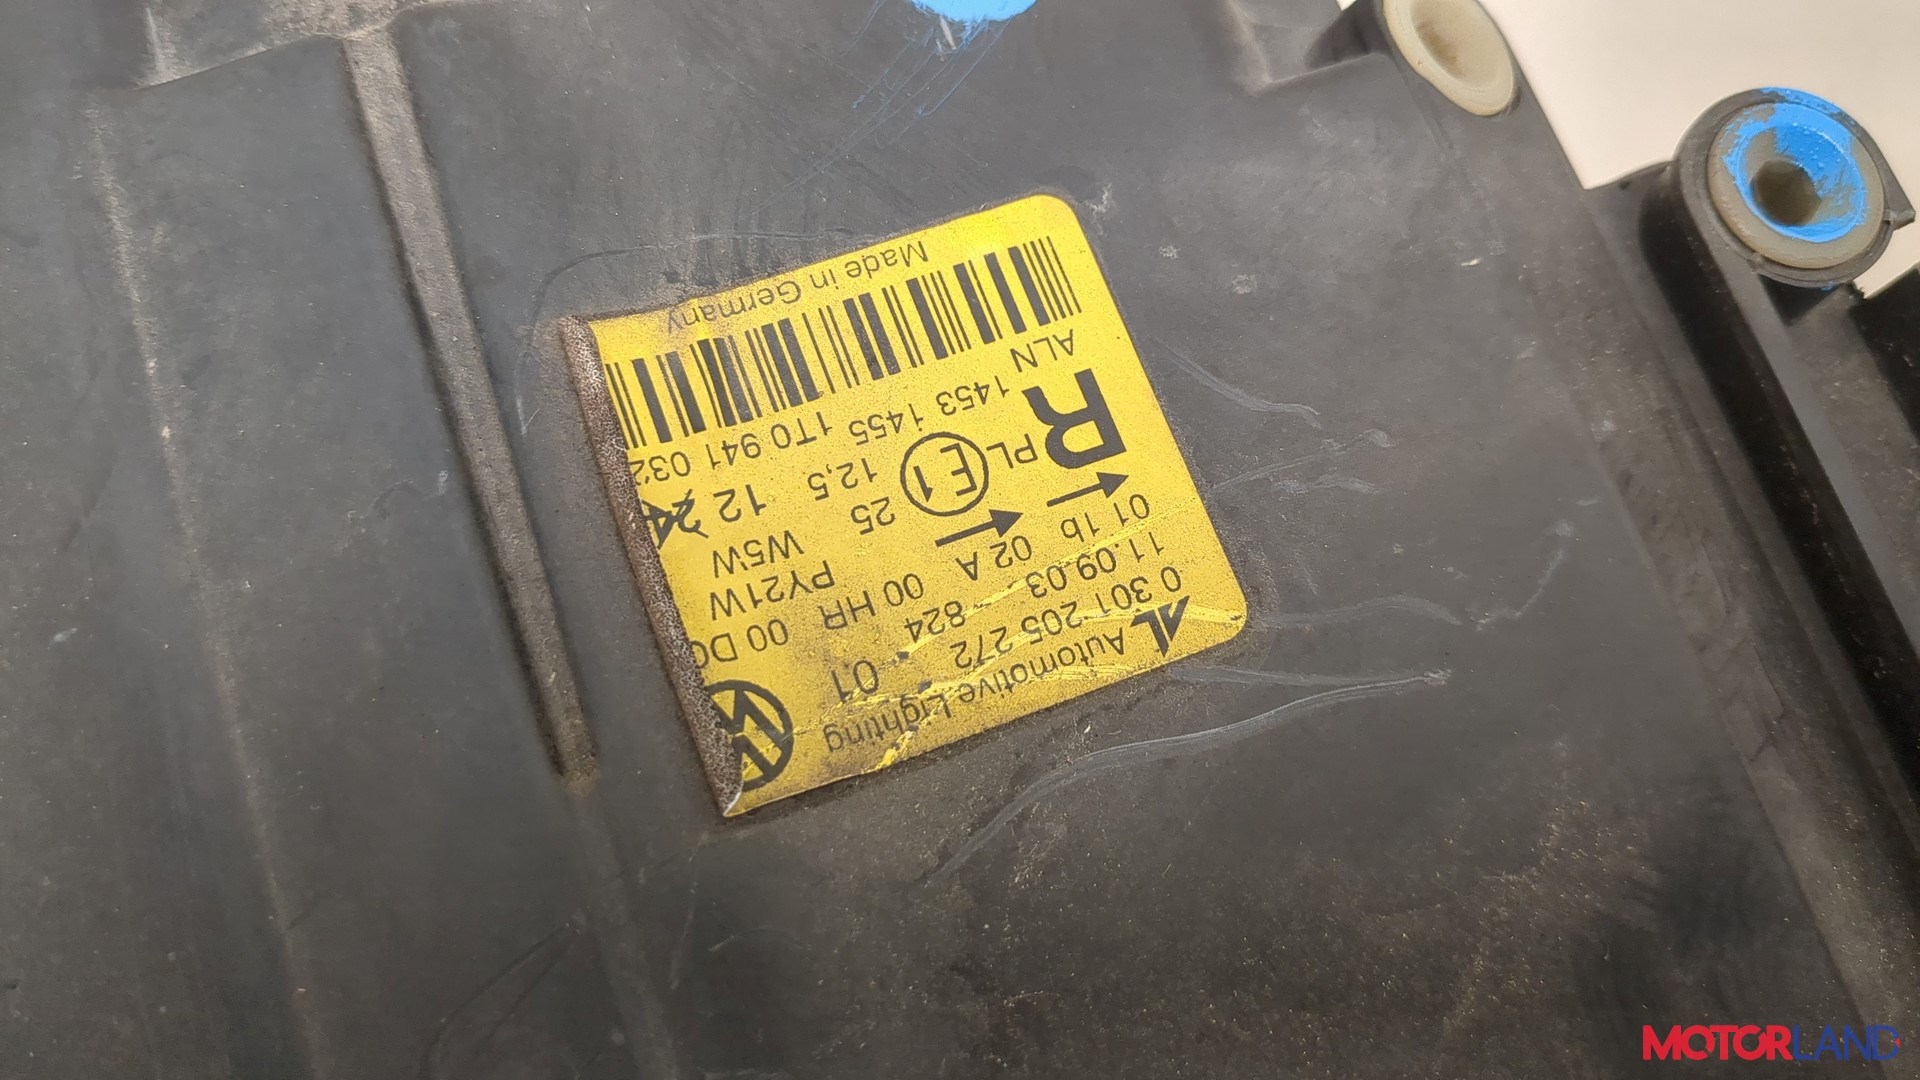 AL Automotive Lighting
0 301 205 272 01
11.09.03 824
01 1b 02 A 00 HR 00 DC
PY21W
W5W
R PL E1 25 12,5 12
ALN 1453 1455 1T0 941 032
Made in Germany
MOTORLAND